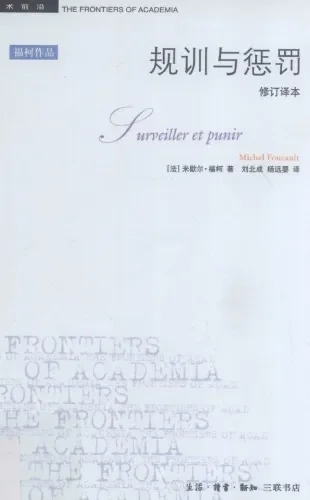 术前沿 THE FRONTIERS OF ACADEMIA
福柯作品
规训与惩罚
修订译本
Surveiller et punir
Michel Foucault
[法] 米歇尔·福柯 著 刘北成 杨远婴 译
FRONTIERS
OF ACADEMIA
FRONTIERS
OF ACADEMIA
THE FRONTIERS
ACADEMIA
THE FRONTIERS
生活·读书·新知 三联书店